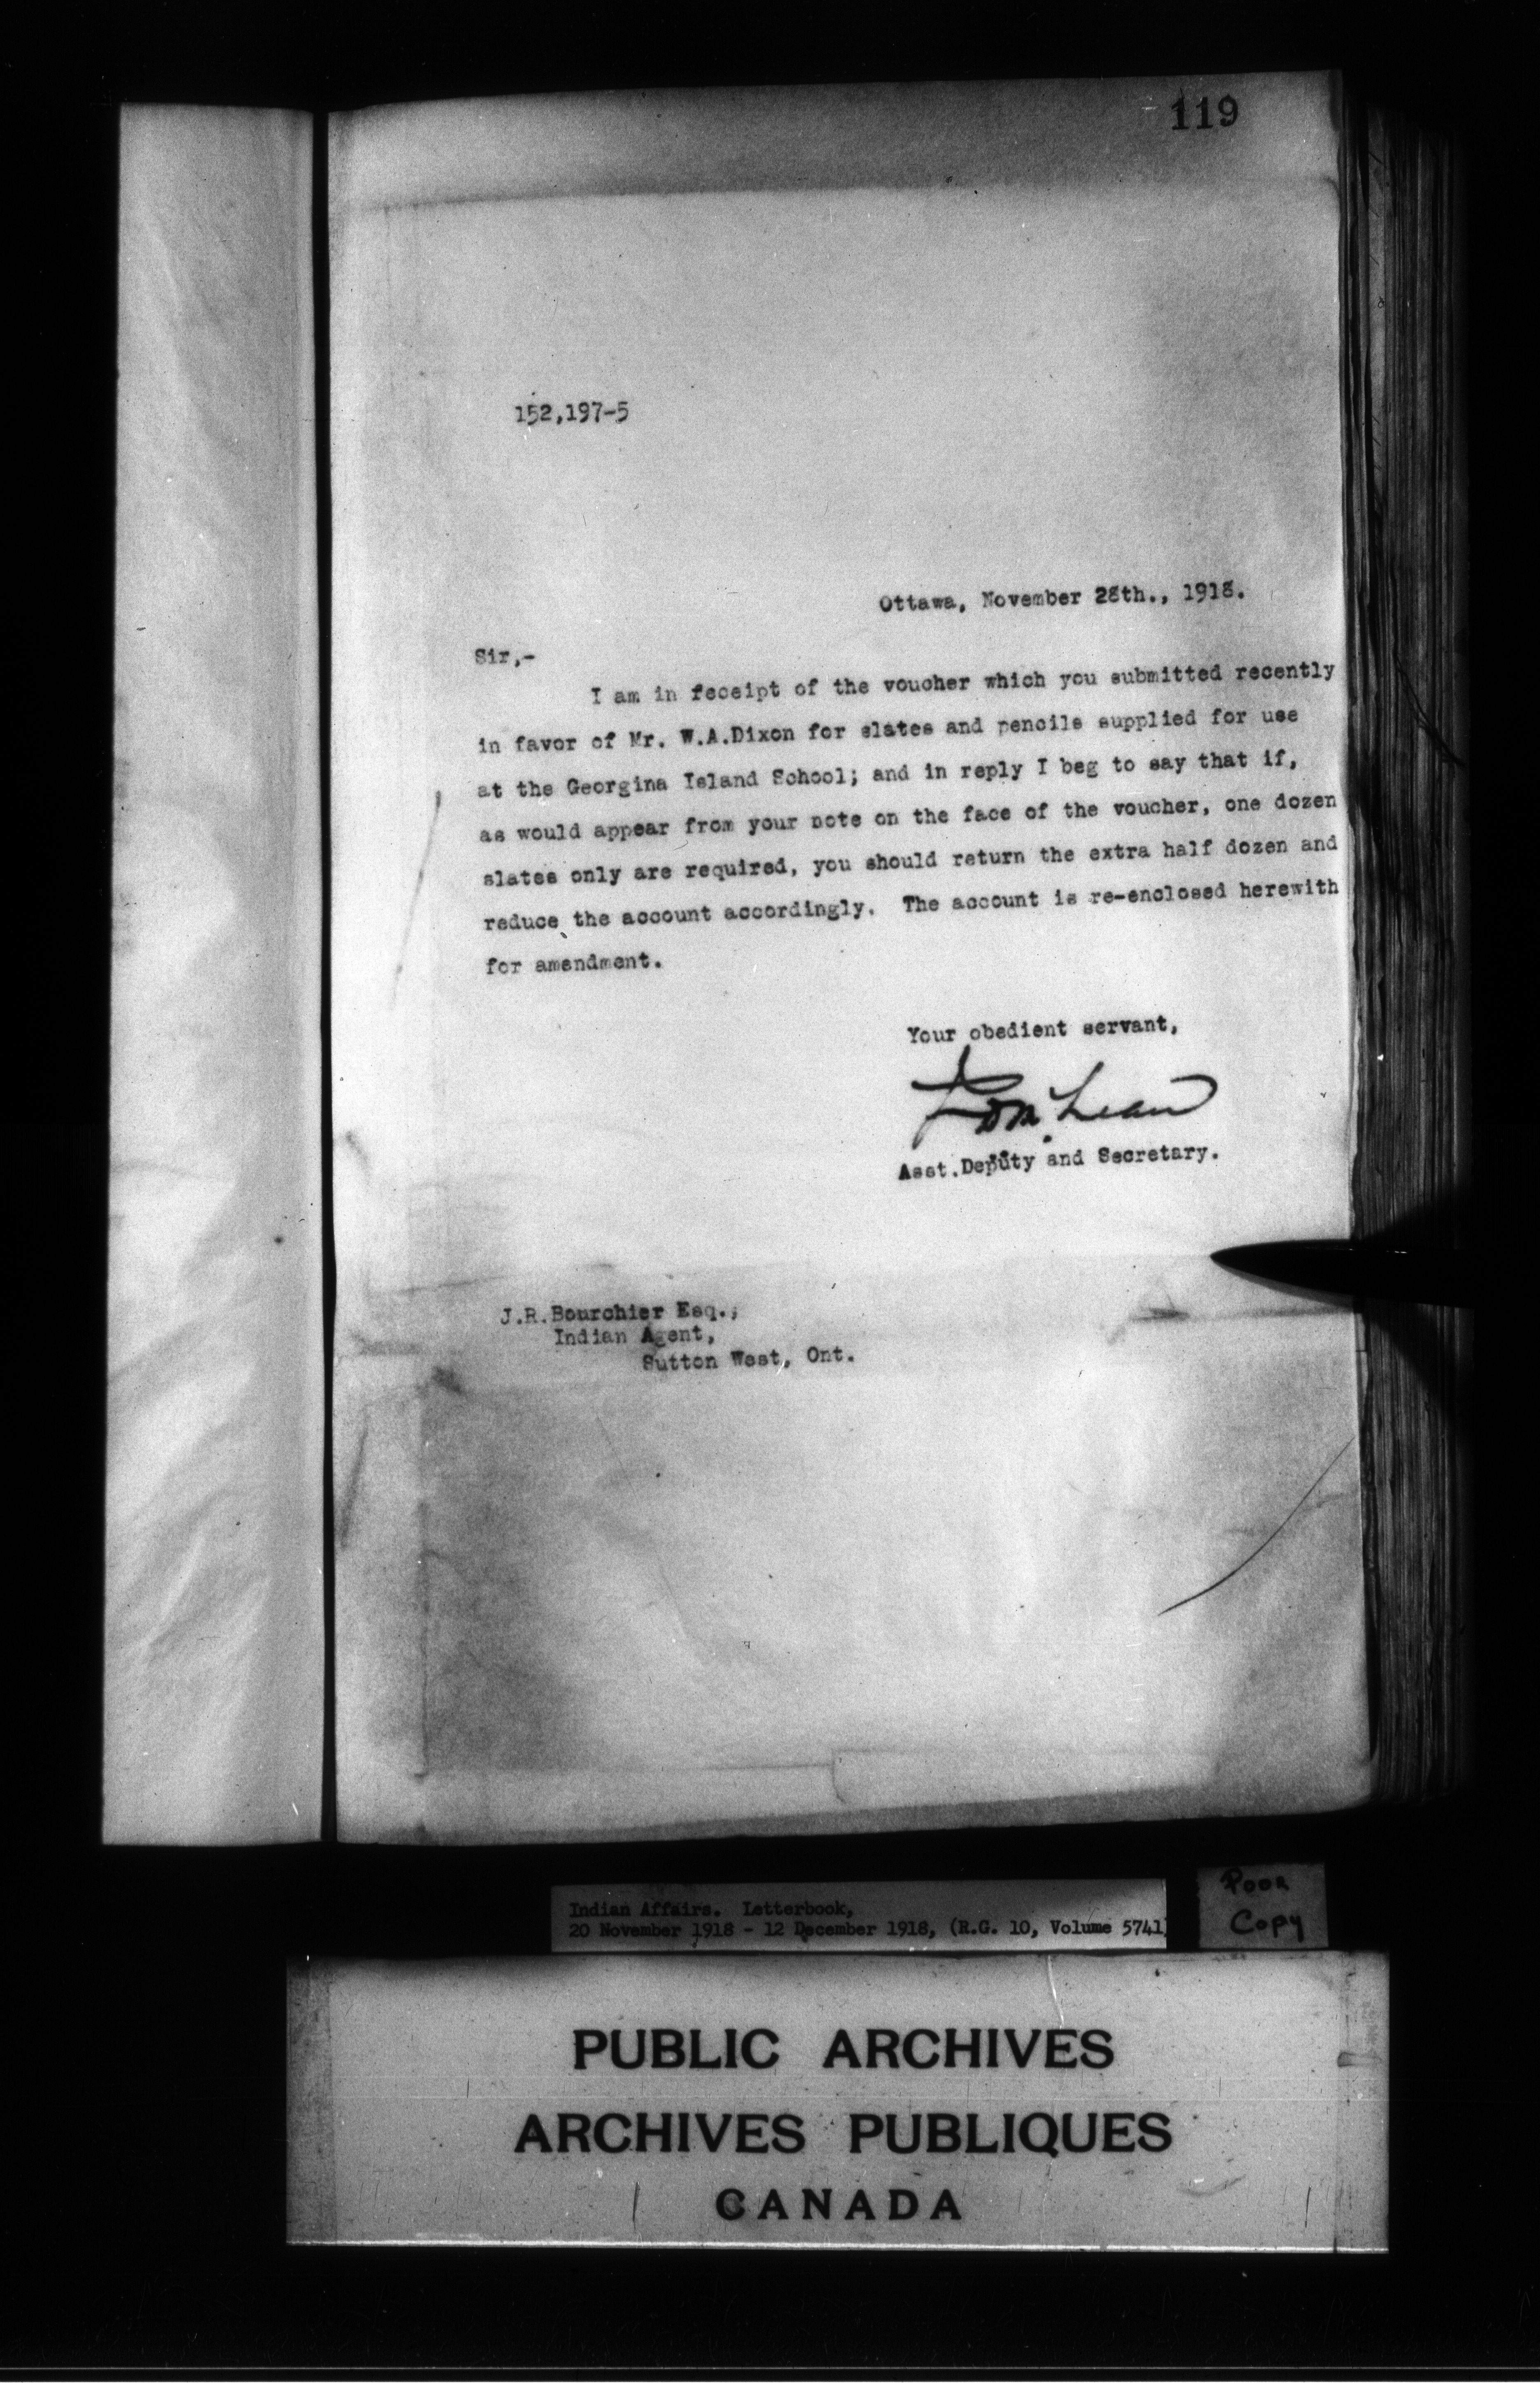 119
152,197-5
Ottawa, November 28th., 1918.
Sir,-
I am in receipt of the voucher which you submitted recently
in favor of Mr. W.A.Dixon for slates and pencils supplied for use
at the Georgina Island School; and in reply I beg to say that if,
as would appear from your note on the face of the voucher, one dozen
slates only are required, you should return the extra half dozen and
reduce the account accordingly. The account is re-enclosed herewith
for amendment.
Your obedient servant,
Asst.Deputy and Secretary.
J.R.Bourchier Esq.,
Indian Agent,
Sutton West, Ont.
Indian Affairs. Letterbook,
20 November 1918 - 12 December 1918, (R.G. 10, Volume 5741)
Poor
Copy
PUBLIC ARCHIVES
ARCHIVES PUBLIQUES
CANADA